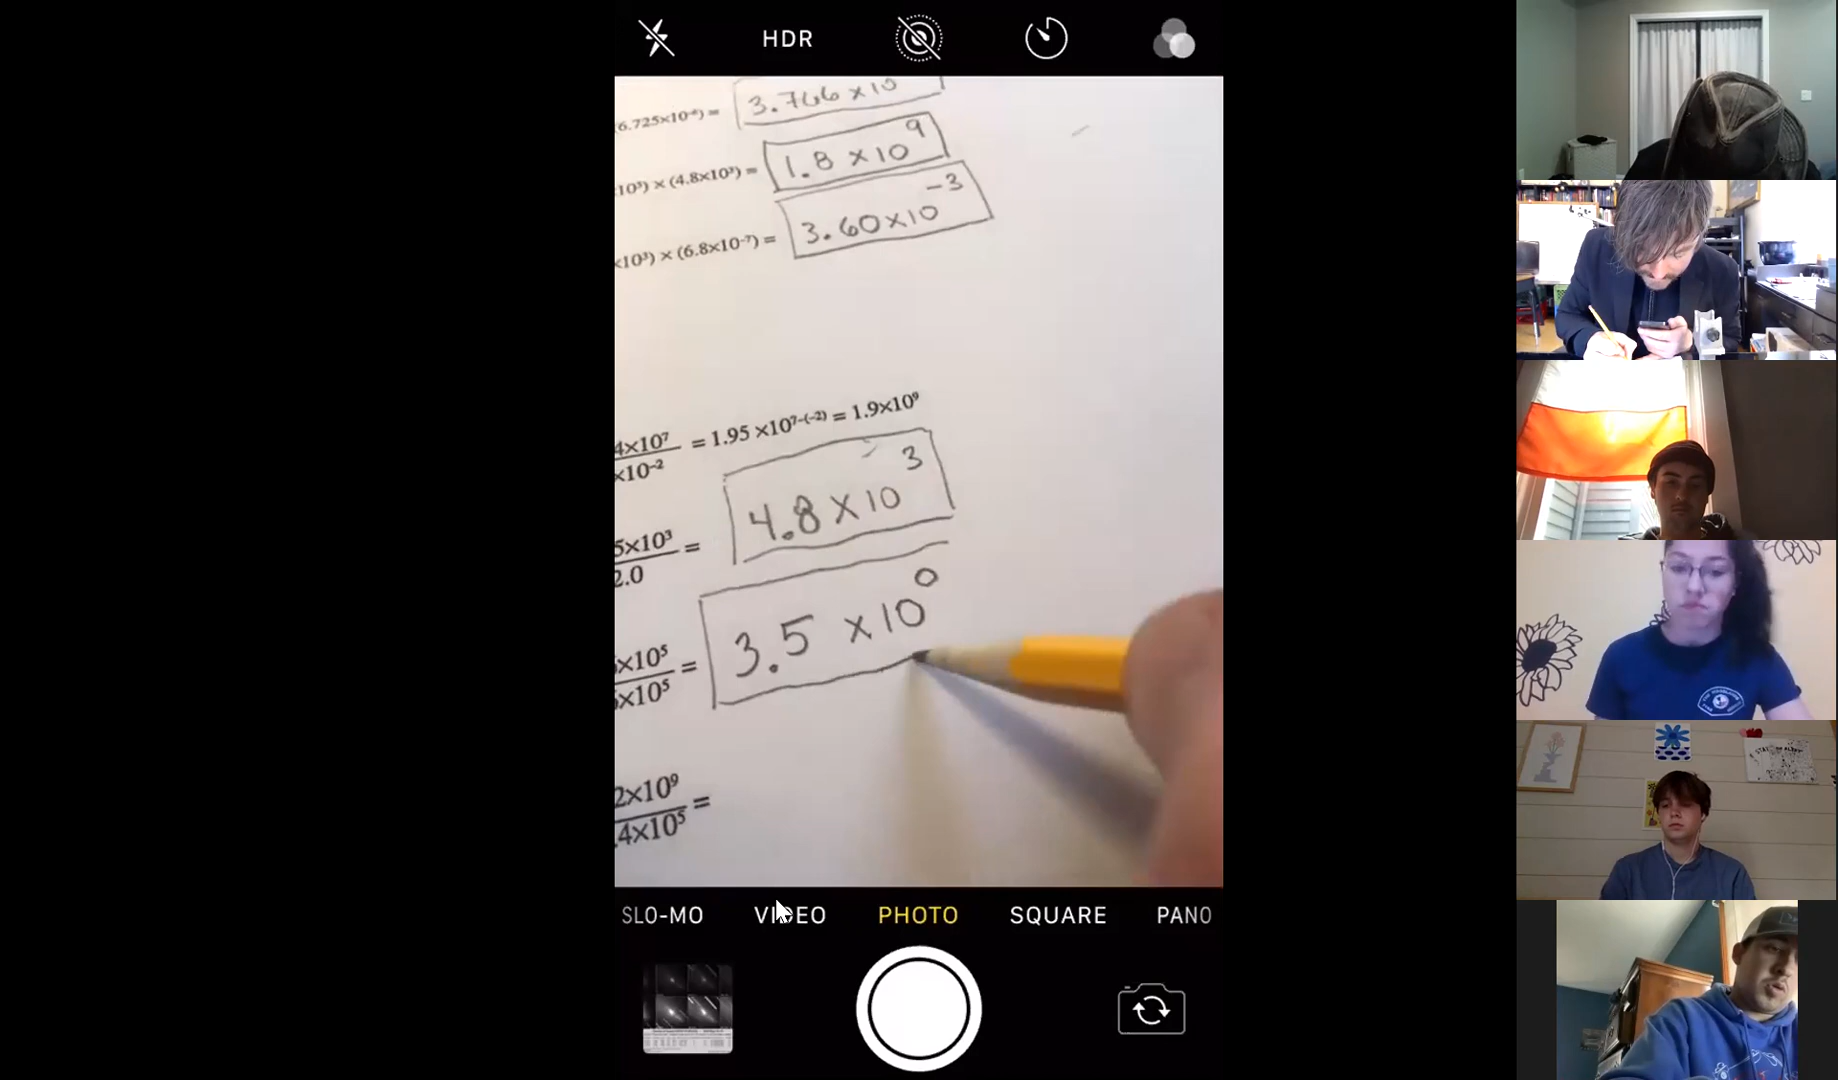 HDR
6.725×10⁻⁶) = 3.766 × 10
10⁵) × (4.8×10³) = 1.8 × 10⁹
×10³) × (6.8×10⁻⁷) = 3.60 × 10⁻³
4×10⁷
×10⁻² = 1.95 ×10⁷⁻⁽⁻²⁾ = 1.9×10⁹
5×10³
2.0 = 4.8 × 10³
×10⁵
×10⁵ = 3.5 × 10⁰
2×10⁹
.4×10⁵ =
SLO-MO VIDEO PHOTO SQUARE PANO